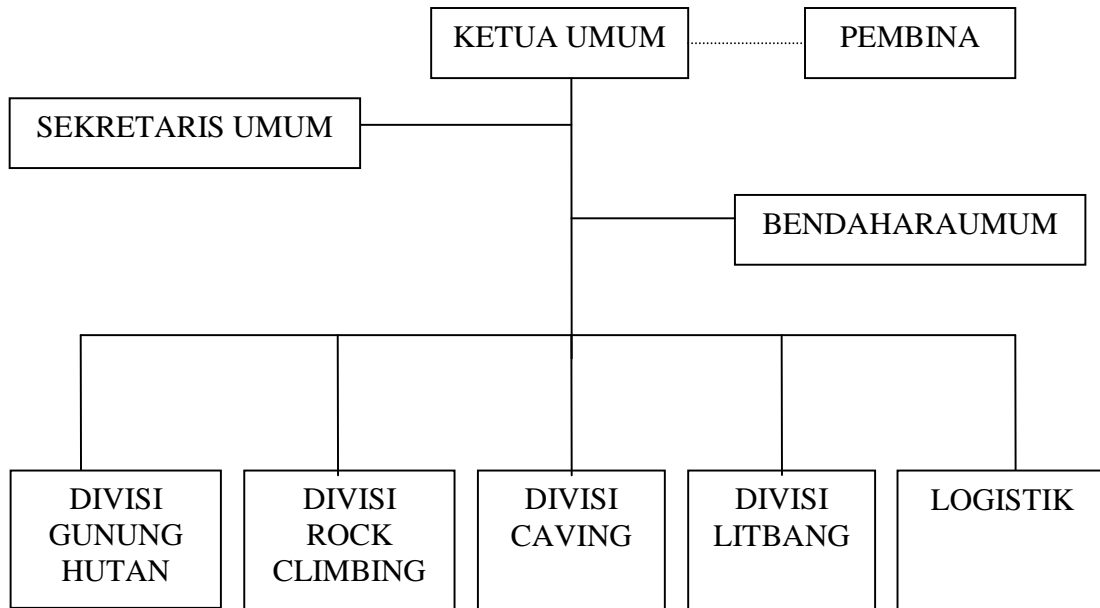 KETUA UMUM
PEMBINA
SEKRETARIS UMUM
BENDAHARAUMUM
DIVISI
GUNUNG
HUTAN
DIVISI
ROCK
CLIMBING
DIVISI
CAVING
DIVISI
LITBANG
LOGISTIK